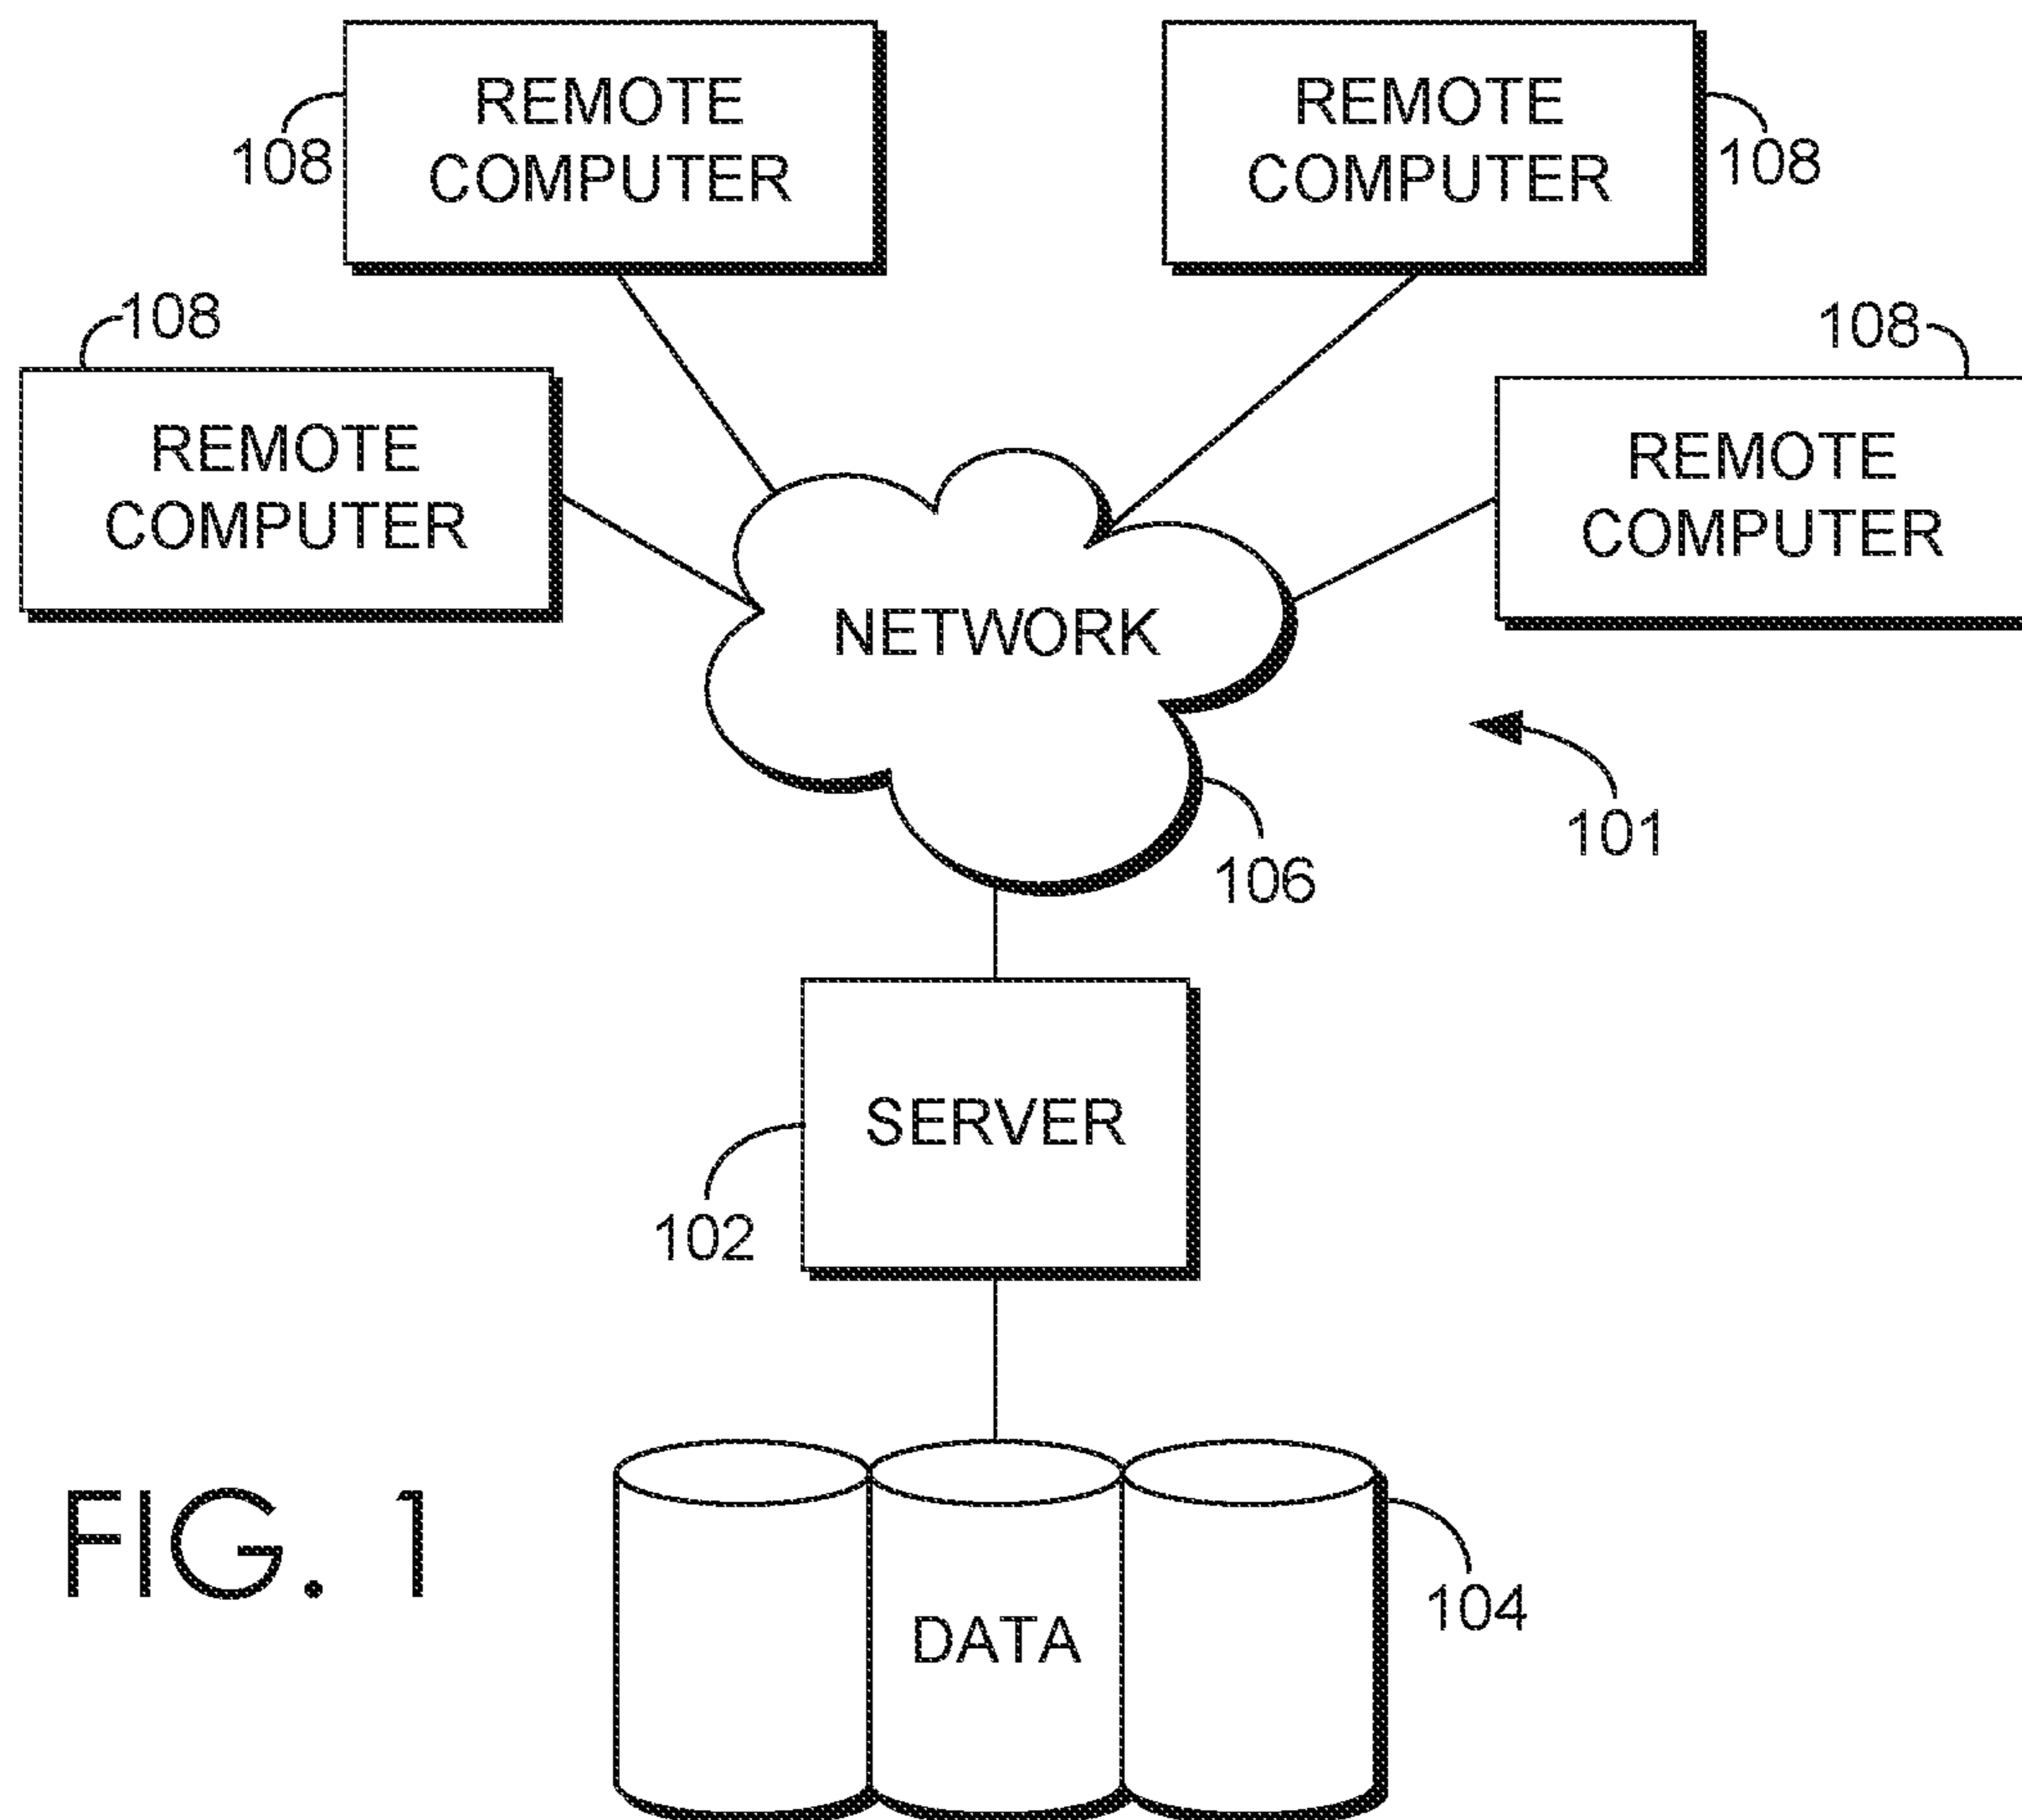 REMOTE
COMPUTER
108
REMOTE
COMPUTER
108
108
REMOTE
COMPUTER
108
REMOTE
COMPUTER
NETWORK
101
106
SERVER
102
FIG. 1
DATA
104